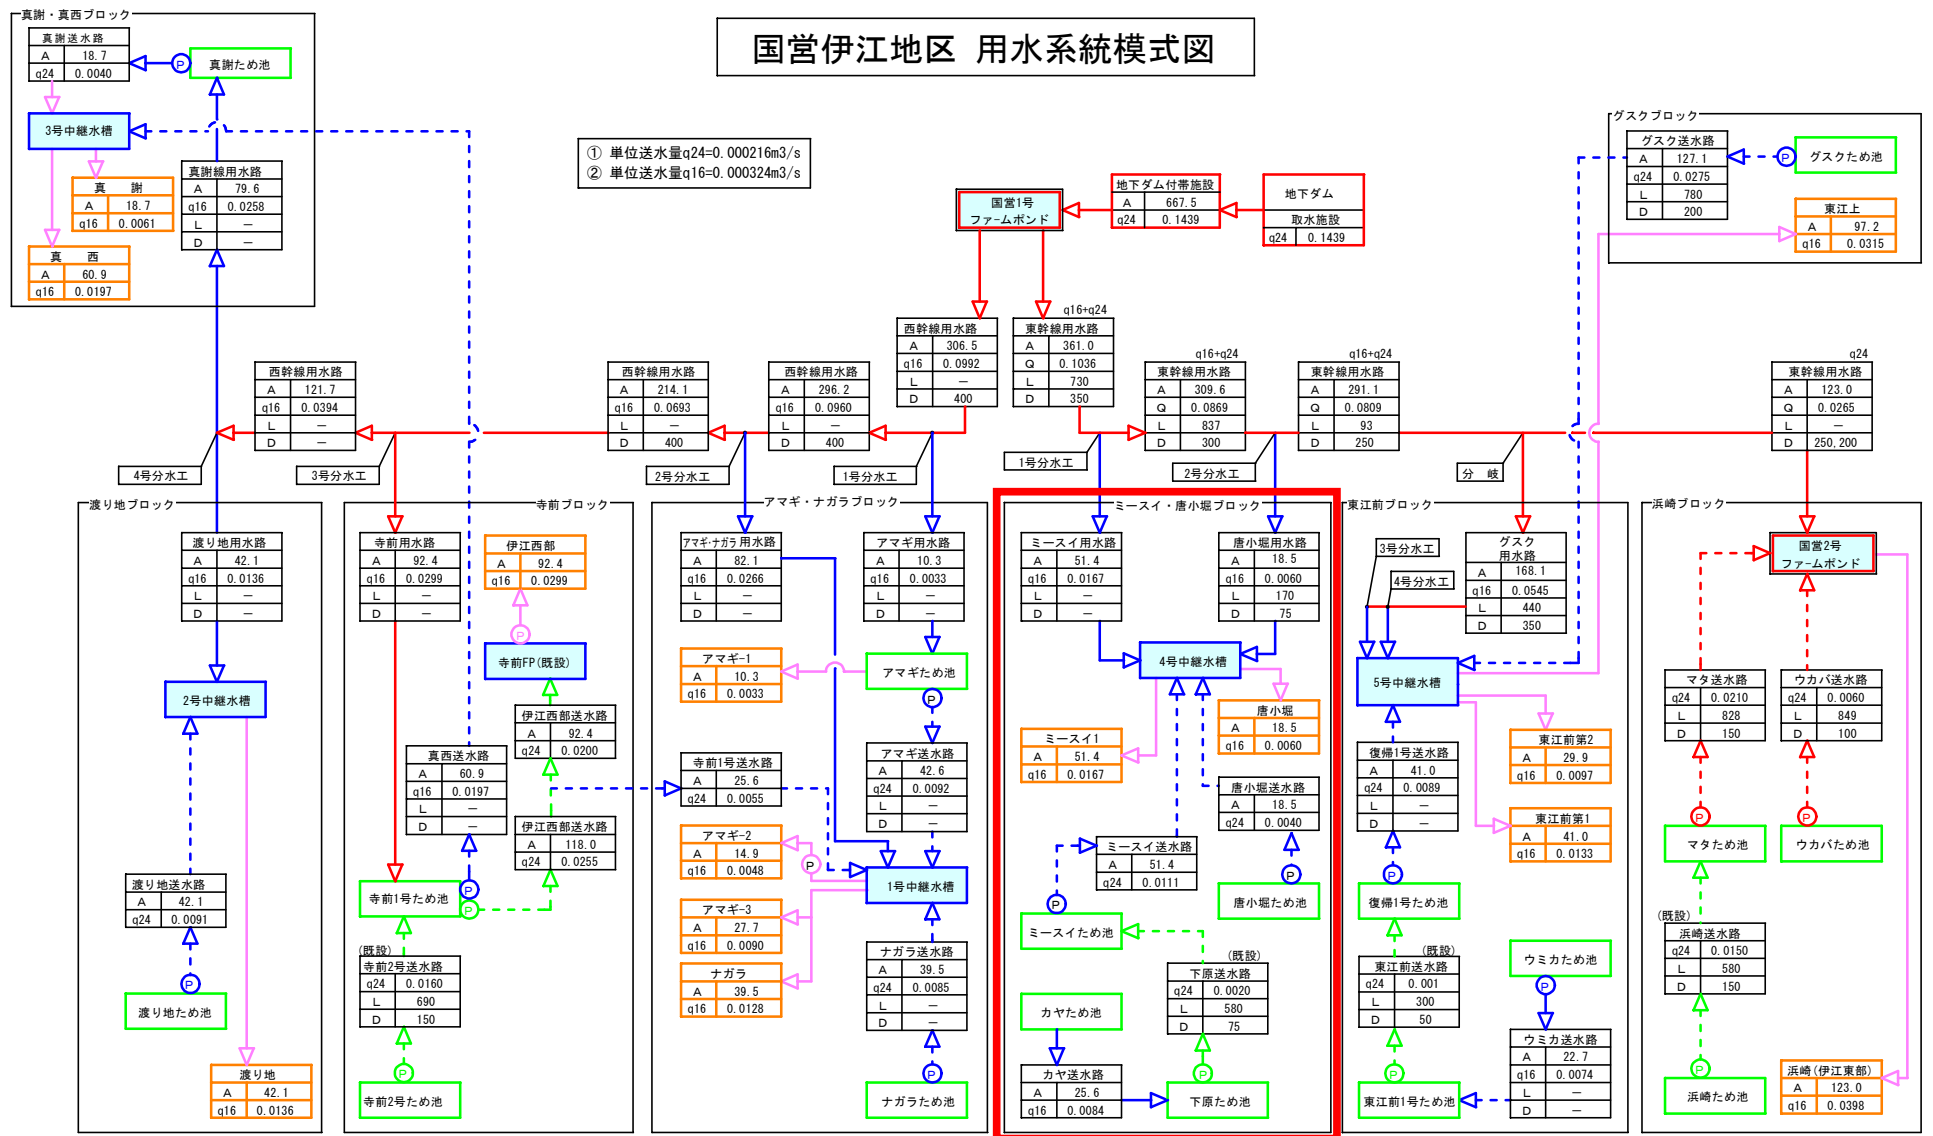 国営伊江地区 用水系統模式図
① 単位送水量q24=0.000216m3/s
② 単位送水量q16=0.000324m3/s
真謝・真西ブロック
真謝送水路
A 18.7
q24 0.0040
P
真謝ため池
3号中継水槽
真謝線用水路
A 79.6
q16 0.0258
L －
D －
真 謝
A 18.7
q16 0.0061
真 西
A 60.9
q16 0.0197
国営1号
ファームポンド
地下ダム付帯施設
A 667.5
q24 0.1439
地下ダム
取水施設
q24 0.1439
グスクブロック
グスク送水路
A 127.1
q24 0.0275
L 780
D 200
P
グスクため池
東江上
A 97.2
q16 0.0315
西幹線用水路
A 121.7
q16 0.0394
L －
D －
西幹線用水路
A 214.1
q16 0.0693
L －
D 400
西幹線用水路
A 296.2
q16 0.0960
L －
D 400
西幹線用水路
A 306.5
q16 0.0992
L －
D 400
q16+q24
東幹線用水路
A 361.0
Q 0.1036
L 730
D 350
q16+q24
東幹線用水路
A 309.6
Q 0.0869
L 837
D 300
q16+q24
東幹線用水路
A 291.1
Q 0.0809
L 93
D 250
q24
東幹線用水路
A 123.0
Q 0.0265
L －
D 250,200
4号分水工
3号分水工
2号分水工
1号分水工
1号分水工
2号分水工
分 岐
渡り地ブロック
渡り地用水路
A 42.1
q16 0.0136
L －
D －
2号中継水槽
渡り地送水路
A 42.1
q24 0.0091
P
渡り地ため池
渡り地
A 42.1
q16 0.0136
寺前ブロック
寺前用水路
A 92.4
q16 0.0299
L －
D －
伊江西部
A 92.4
q16 0.0299
P
寺前FP(既設)
伊江西部送水路
A 92.4
q24 0.0200
真西送水路
A 60.9
q16 0.0197
L －
D －
伊江西部送水路
A 118.0
q24 0.0255
寺前1号ため池
P
P
(既設)
寺前2号送水路
q24 0.0160
L 690
D 150
P
寺前2号ため池
アマギ・ナガラブロック
アマギ・ナガラ用水路
A 82.1
q16 0.0266
L －
D －
アマギ用水路
A 10.3
q16 0.0033
L －
D －
アマギ-1
A 10.3
q16 0.0033
アマギため池
P
寺前1号送水路
A 25.6
q24 0.0055
アマギ送水路
A 42.6
q24 0.0092
L －
D －
アマギ-2
A 14.9
q16 0.0048
P
1号中継水槽
アマギ-3
A 27.7
q16 0.0090
ナガラ
A 39.5
q16 0.0128
ナガラ送水路
A 39.5
q24 0.0085
L －
D －
P
ナガラため池
ミースイ・唐小堀ブロック
ミースイ用水路
A 51.4
q16 0.0167
L －
D －
唐小堀用水路
A 18.5
q16 0.0060
L 170
D 75
4号中継水槽
唐小堀
A 18.5
q16 0.0060
ミースイ1
A 51.4
q16 0.0167
唐小堀送水路
A 18.5
q24 0.0040
ミースイ送水路
A 51.4
q24 0.0111
P
P
唐小堀ため池
ミースイため池
(既設)
下原送水路
q24 0.0020
L 580
D 75
カヤため池
カヤ送水路
A 25.6
q16 0.0084
P
下原ため池
東江前ブロック
3号分水工
4号分水工
グスク
用水路
A 168.1
q16 0.0545
L 440
D 350
5号中継水槽
復帰1号送水路
A 41.0
q24 0.0089
L －
D －
東江前第2
A 29.9
q16 0.0097
東江前第1
A 41.0
q16 0.0133
P
復帰1号ため池
(既設)
東江前送水路
q24 0.001
L 300
D 50
P
東江前1号ため池
ウミカため池
P
ウミカ送水路
A 22.7
q16 0.0074
L －
D －
浜崎ブロック
国営2号
ファームポンド
マタ送水路
q24 0.0210
L 828
D 150
ウカバ送水路
q24 0.0060
L 849
D 100
P
P
マタため池
ウカバため池
(既設)
浜崎送水路
q24 0.0150
L 580
D 150
P
浜崎ため池
浜崎(伊江東部)
A 123.0
q16 0.0398